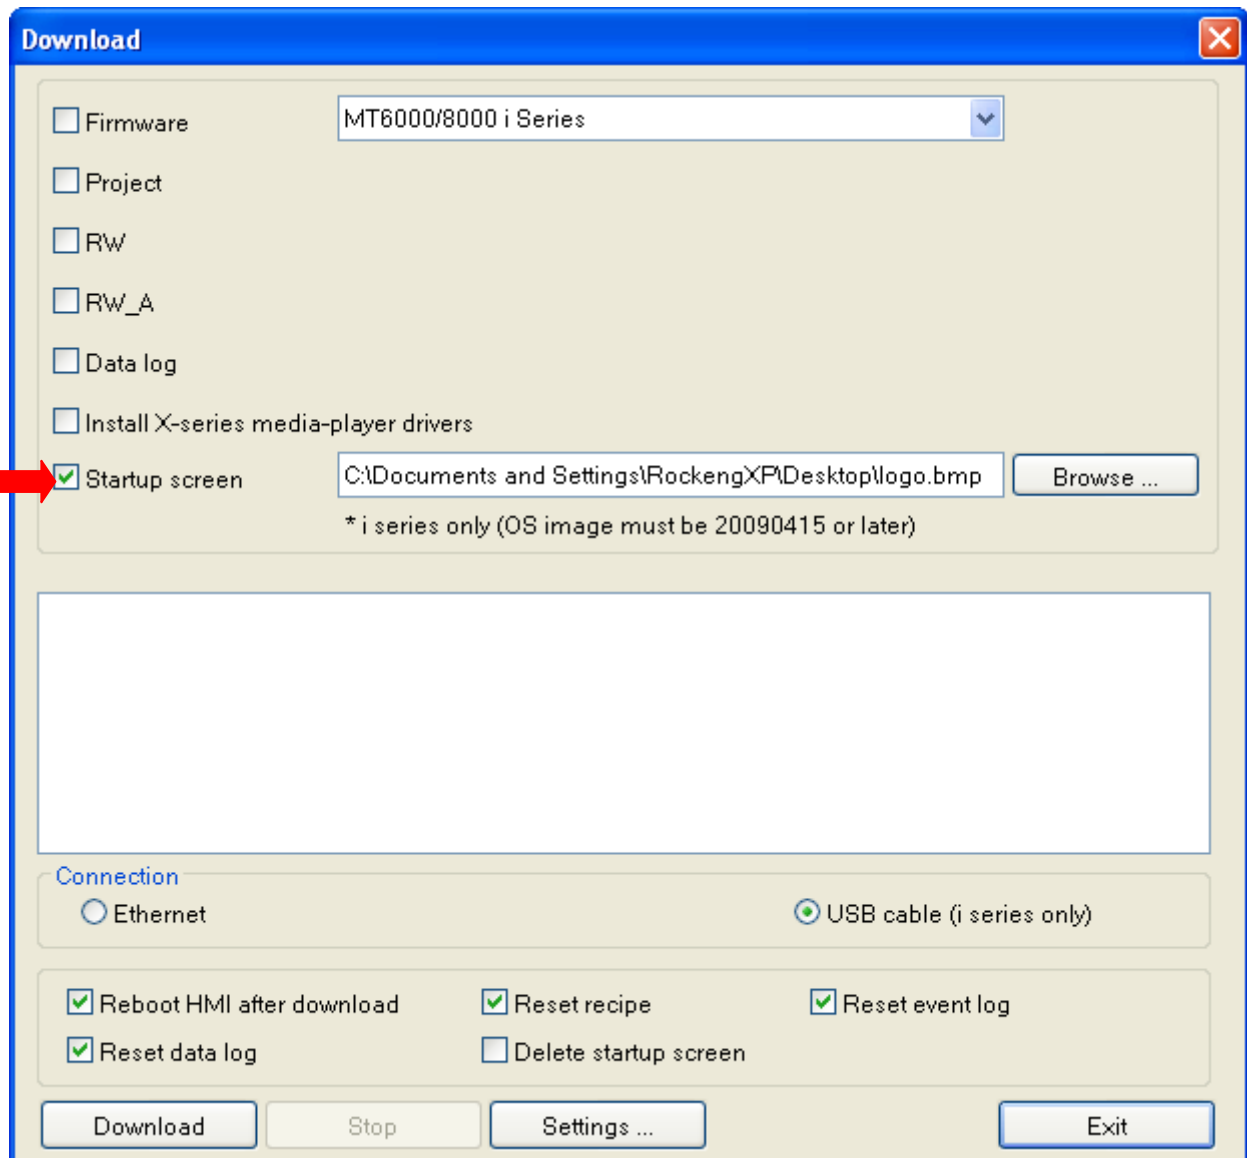 Download
Firmware MT6000/8000 i Series
Project
RW
RW_A
Data log
Install X-series media-player drivers
Startup screen C:\Documents and Settings\RockengXP\Desktop\logo.bmp Browse ...
* i series only (OS image must be 20090415 or later)
Connection
Ethernet USB cable (i series only)
Reboot HMI after download Reset recipe Reset event log
Reset data log Delete startup screen
Download Stop Settings ... Exit